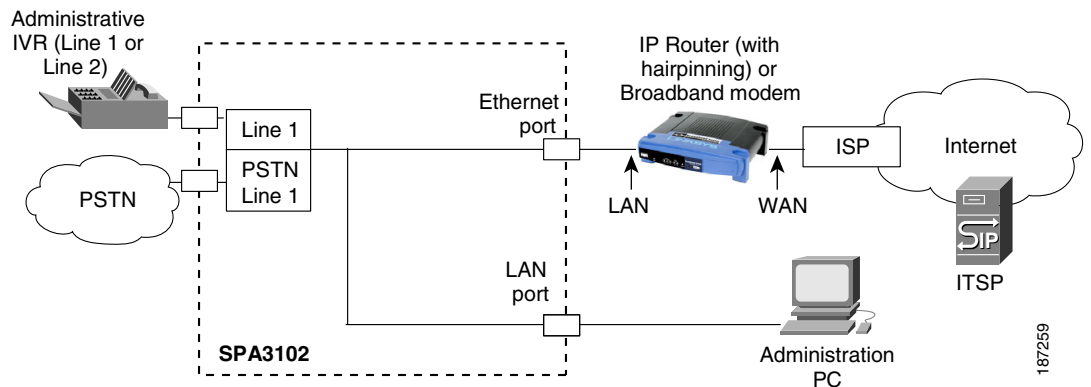 Administrative
IVR (Line 1 or
Line 2)
IP Router (with
hairpinning) or
Broadband modem
Ethernet
port
Line 1
PSTN
Line 1
PSTN
LAN
WAN
ISP
Internet
SIP
ITSP
LAN
port
SPA3102
Administration
PC
187259